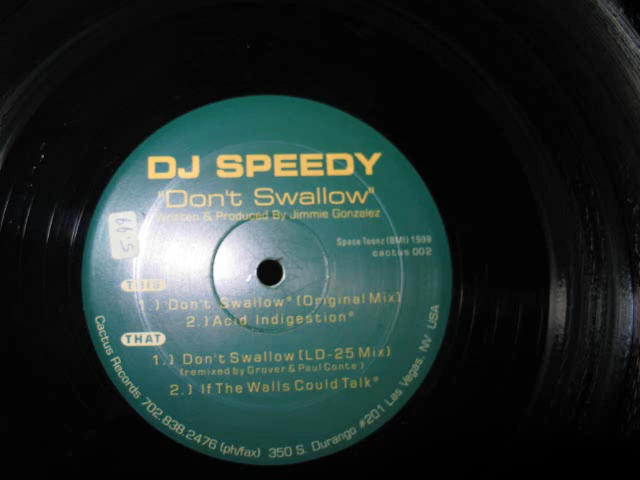 DJ SPEEDY
"Don't Swallow"
Written & Produced By Jimmie Gonzalez
5.99
Space Toonz (BMI) 1999
cactus 002
THIS
1.) Don't Swallow* (Original Mix)
2.) Acid Indigestion*
THAT
1.) Don't Swallow (LD-25 Mix)
(remixed by Grover & Paul Conte)
2.) If The Walls Could Talk*
Cactus Records 702.838.2476 (ph/fax) 350 S. Durango #201 Las Vegas, NV USA